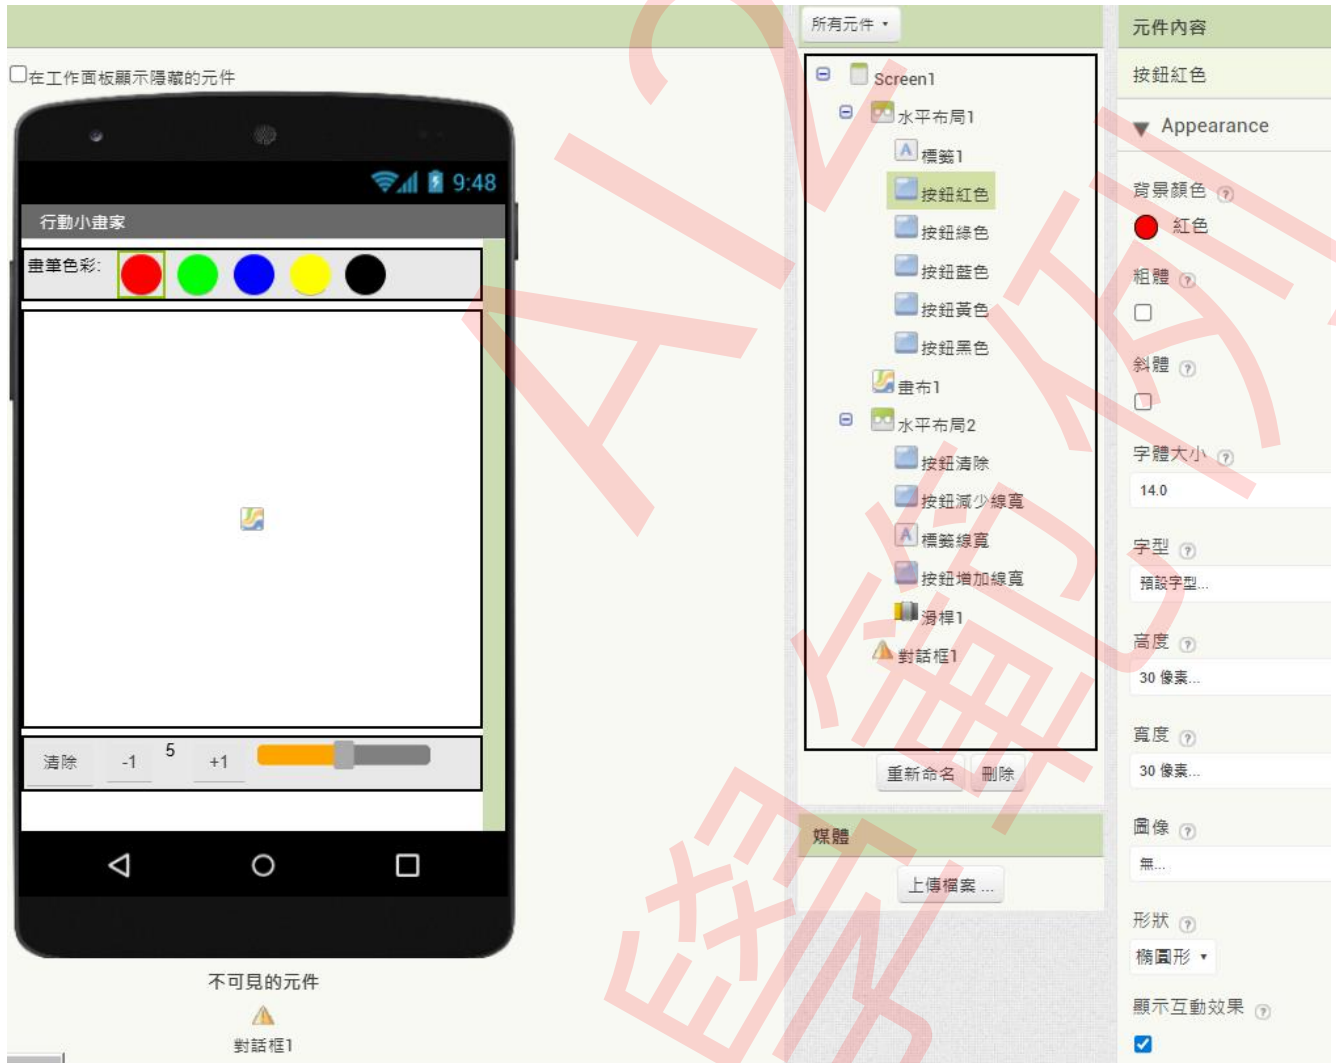 在工作面板顯示隱藏的元件
9:48
行動小畫家
畫筆色彩:
清除
-1
5
+1
不可見的元件
對話框1
所有元件
Screen1
水平布局1
標籤1
按鈕紅色
按鈕綠色
按鈕藍色
按鈕黃色
按鈕黑色
畫布1
水平布局2
按鈕清除
按鈕減少線寬
標籤線寬
按鈕增加線寬
滑桿1
對話框1
重新命名 刪除
媒體
上傳檔案 ...
元件內容
按鈕紅色
Appearance
背景顏色
紅色
粗體
斜體
字體大小
14.0
字型
預設字型...
高度
30 像素...
寬度
30 像素...
圖像
無...
形狀
橢圓形
顯示互動效果
AI2